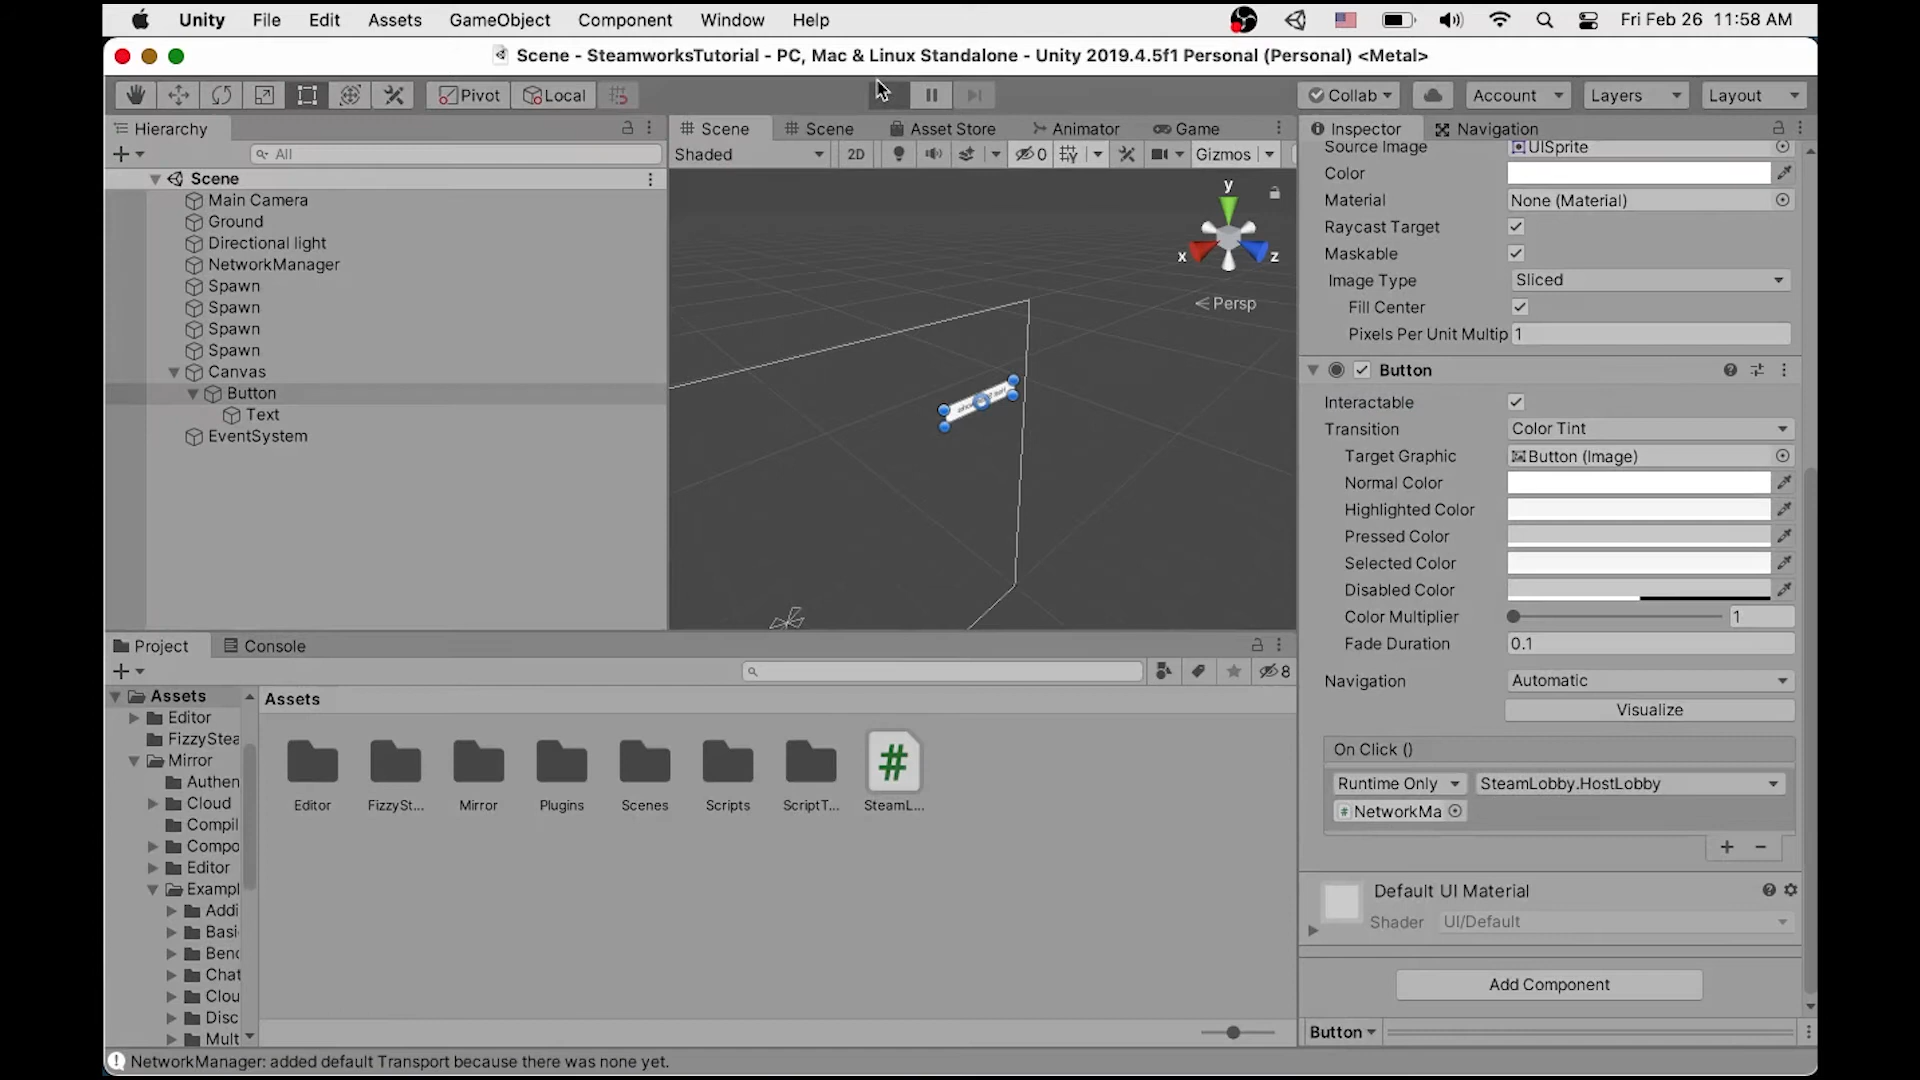 Unity File Edit Assets GameObject Component Window Help Fri Feb 26 11:58 AM
Scene - SteamworksTutorial - PC, Mac & Linux Standalone - Unity 2019.4.5f1 Personal (Personal) <Metal>
Pivot Local Collab Account Layers Layout
Hierarchy
All
Scene
Main Camera
Ground
Directional light
NetworkManager
Spawn
Spawn
Spawn
Spawn
Canvas
Button
Text
EventSystem
Scene Scene Asset Store Animator Game
Shaded 2D 0 Gizmos
y
x z
Persp
Inspector Navigation
Source Image UISprite
Color
Material None (Material)
Raycast Target
Maskable
Image Type Sliced
Fill Center
Pixels Per Unit Multip 1
Button
Interactable
Transition Color Tint
Target Graphic Button (Image)
Normal Color
Highlighted Color
Pressed Color
Selected Color
Disabled Color
Color Multiplier 1
Fade Duration 0.1
Navigation Automatic
Visualize
On Click ()
Runtime Only SteamLobby.HostLobby
NetworkMa
Default UI Material
Shader UI/Default
Add Component
Button
Project Console
8
Assets
Editor
FizzyStea
Mirror
Authen
Cloud
Compil
Compo
Editor
Exampl
Addi
Basi
Benc
Chat
Clou
Disc
Mult
Assets
Editor FizzySt... Mirror Plugins Scenes Scripts ScriptT... SteamL...
NetworkManager: added default Transport because there was none yet.